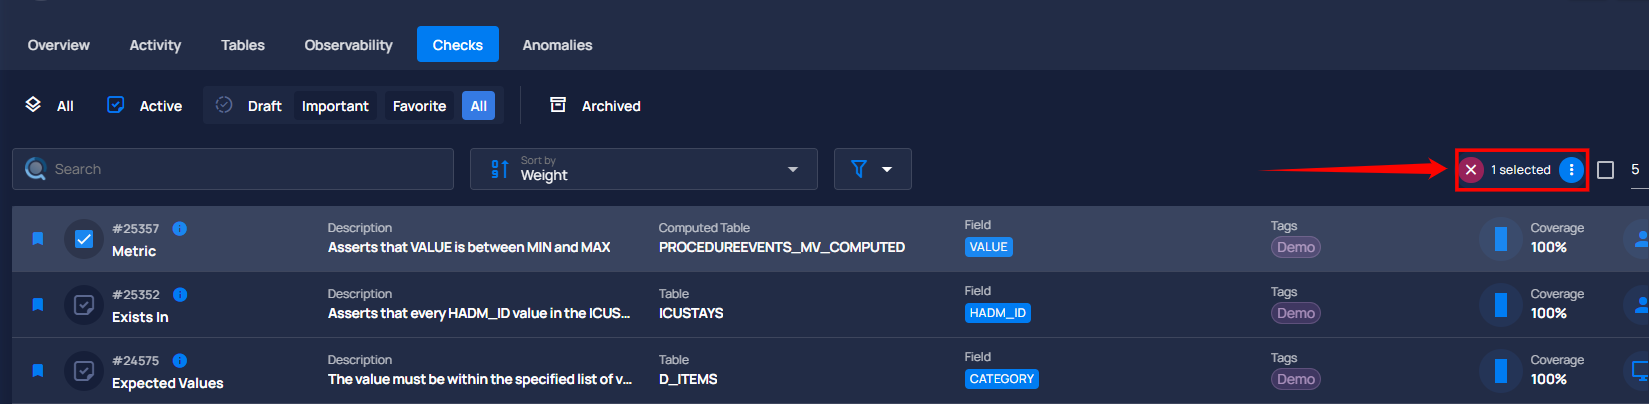 Overview Activity Tables Observability Checks Anomalies
All Active Draft Important Favorite All Archived
Search
Sort by
Weight
1 selected
5
#25357
Metric
Description
Asserts that VALUE is between MIN and MAX
Computed Table
PROCEDUREEVENTS_MV_COMPUTED
Field
VALUE
Tags
Demo
Coverage
100%
#25352
Exists In
Description
Asserts that every HADM_ID value in the ICUS...
Table
ICUSTAYS
Field
HADM_ID
Tags
Demo
Coverage
100%
#24575
Expected Values
Description
The value must be within the specified list of v...
Table
D_ITEMS
Field
CATEGORY
Tags
Demo
Coverage
100%